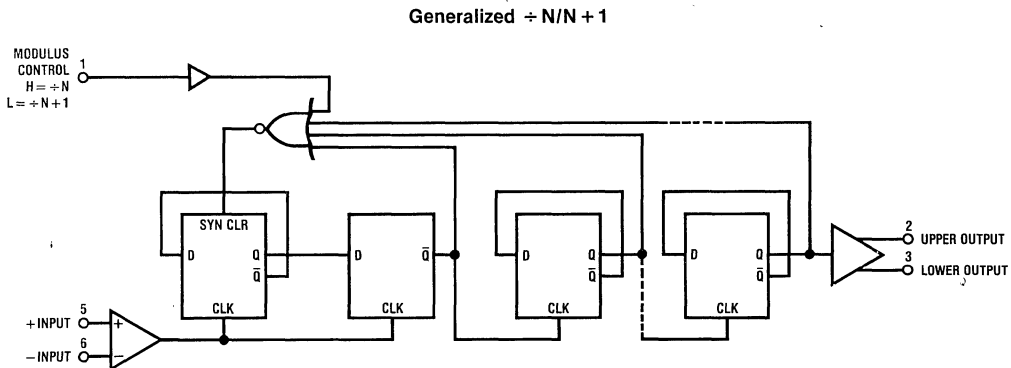 Generalized ÷ N/N + 1
MODULUS
CONTROL
H = ÷N
L = ÷N + 1
1
SYN CLR
D
Q
Q̅
CLK
D
Q̅
CLK
D
Q
Q̅
CLK
D
Q
Q̅
CLK
2
UPPER OUTPUT
3
LOWER OUTPUT
5
+INPUT
+
6
−INPUT
−